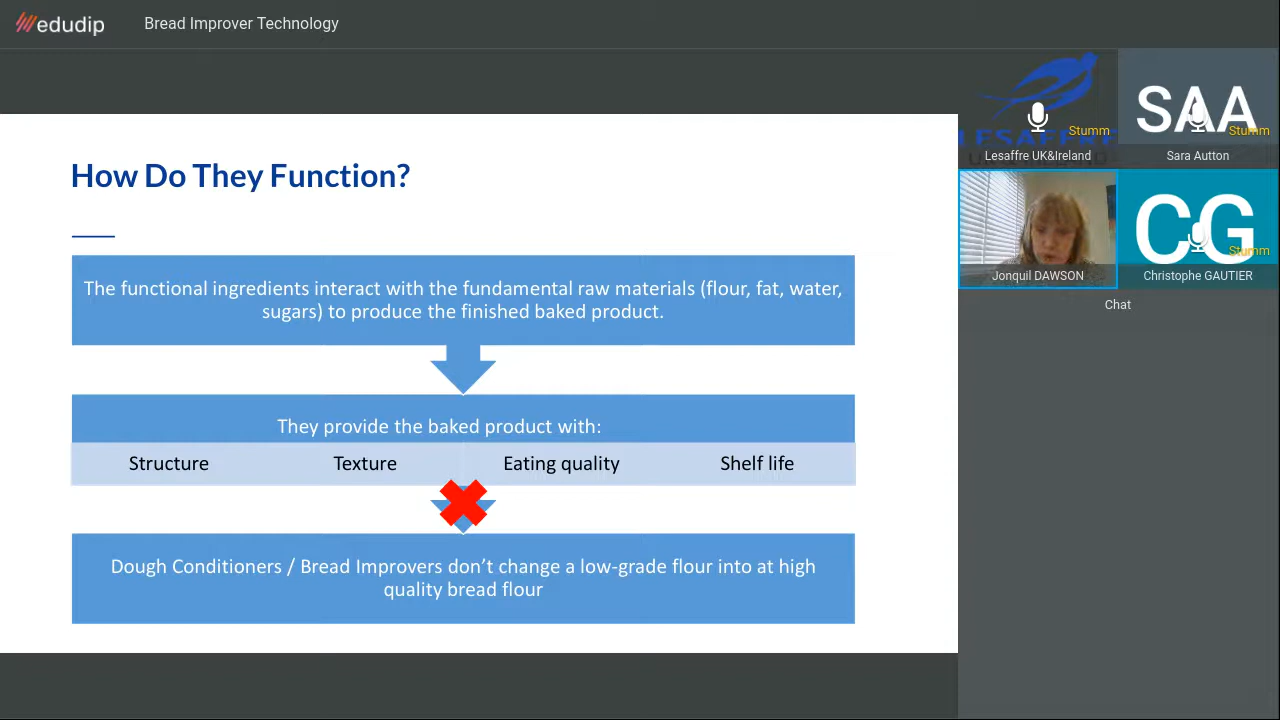 edudip
Bread Improver Technology
How Do They Function?
The functional ingredients interact with the fundamental raw materials (flour, fat, water,
sugars) to produce the finished baked product.
They provide the baked product with:
Structure
Texture
Eating quality
Shelf life
Dough Conditioners / Bread Improvers don’t change a low-grade flour into at high
quality bread flour
LESAFFRE
Stumm
Lesaffre UK&Ireland
SAA
Stumm
Sara Autton
Jonquil DAWSON
CG
Stumm
Christophe GAUTIER
Chat